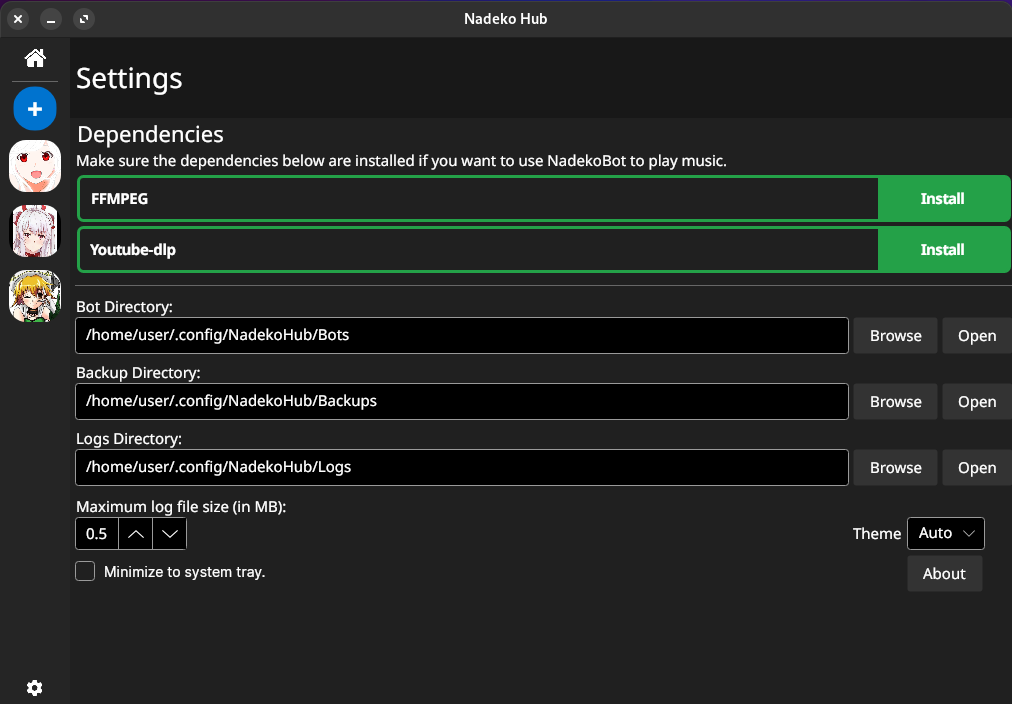 Nadeko Hub
Settings
Dependencies
Make sure the dependencies below are installed if you want to use NadekoBot to play music.
FFMPEG Install
Youtube-dlp Install
Bot Directory:
/home/user/.config/NadekoHub/Bots Browse Open
Backup Directory:
/home/user/.config/NadekoHub/Backups Browse Open
Logs Directory:
/home/user/.config/NadekoHub/Logs Browse Open
Maximum log file size (in MB):
0.5 Theme Auto
Minimize to system tray. About